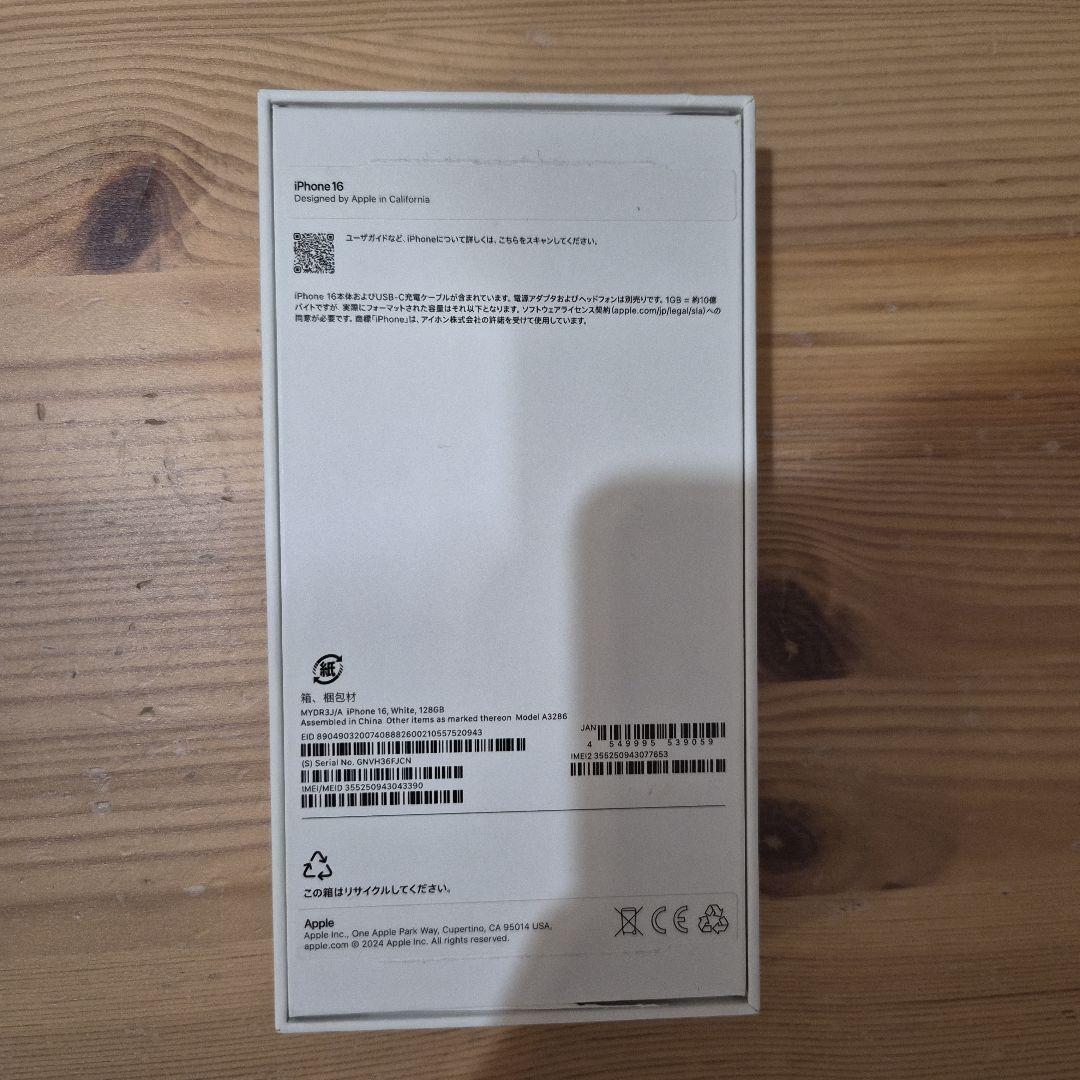 iPhone 16
Designed by Apple in California
ユーザガイドなど、iPhoneについて詳しくは、こちらをスキャンしてください。
iPhone 16本体およびUSB-C充電ケーブルが含まれています。電源アダプタおよびヘッドフォンは別売りです。1GB = 約10億
バイトですが、実際にフォーマットされた容量はそれ以下となります。ソフトウェアライセンス契約(apple.com/jp/legal/sla)への
同意が必要です。商標「iPhone」は、アイホン株式会社の許諾を受けて使用しています。
紙
箱、梱包材
MYDR3J/A iPhone 16, White, 128GB
Assembled in China Other items as marked thereon Model A3286
EID 89049032007408882600210557520943
JAN
4 549995 539059
(S) Serial No. GNVH36FJCN
IMEI2 355250943077653
IMEI/MEID 355250943043390
この箱はリサイクルしてください。
Apple
Apple Inc., One Apple Park Way, Cupertino, CA 95014 USA,
apple.com © 2024 Apple Inc. All rights reserved.
CE